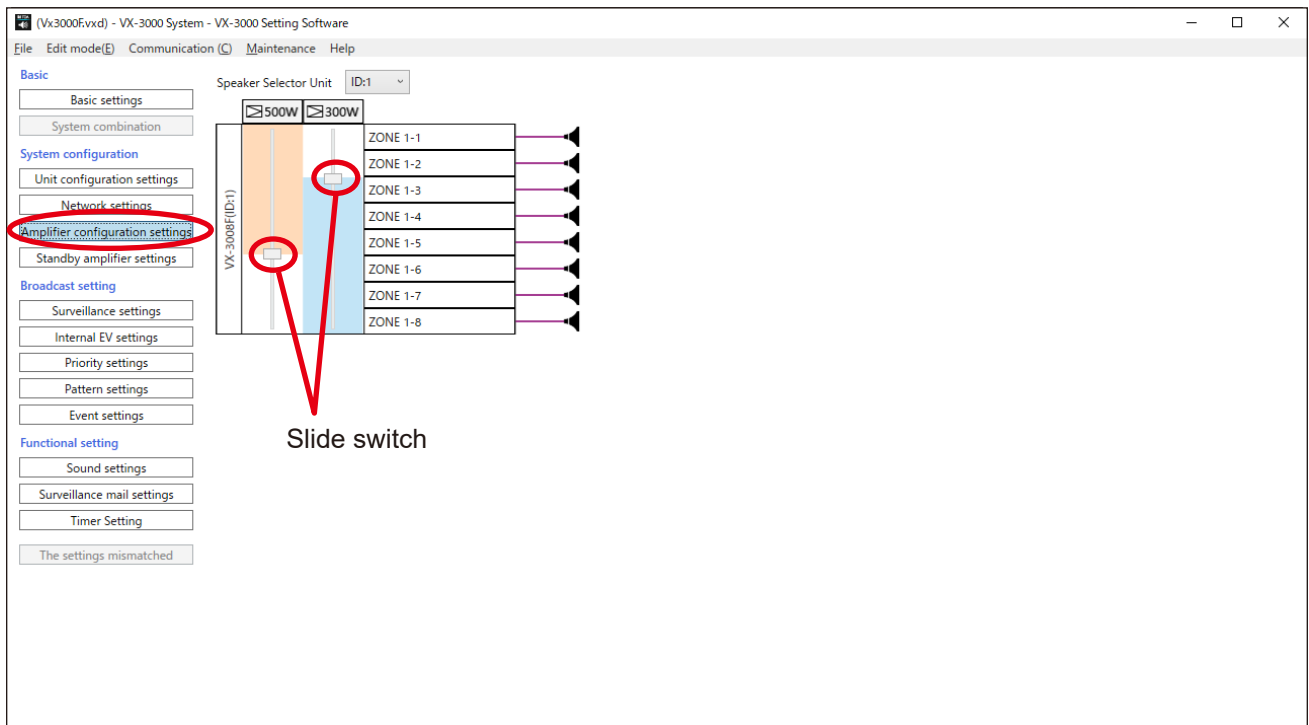 (Vx3000F.vxd) - VX-3000 System - VX-3000 Setting Software
File Edit mode(E) Communication (C) Maintenance Help
Basic
Basic settings
System combination
System configuration
Unit configuration settings
Network settings
Amplifier configuration settings
Standby amplifier settings
Broadcast setting
Surveillance settings
Internal EV settings
Priority settings
Pattern settings
Event settings
Functional setting
Sound settings
Surveillance mail settings
Timer Setting
The settings mismatched
Speaker Selector Unit ID:1
500W 300W
VX-3008F(ID:1)
ZONE 1-1
ZONE 1-2
ZONE 1-3
ZONE 1-4
ZONE 1-5
ZONE 1-6
ZONE 1-7
ZONE 1-8
Slide switch